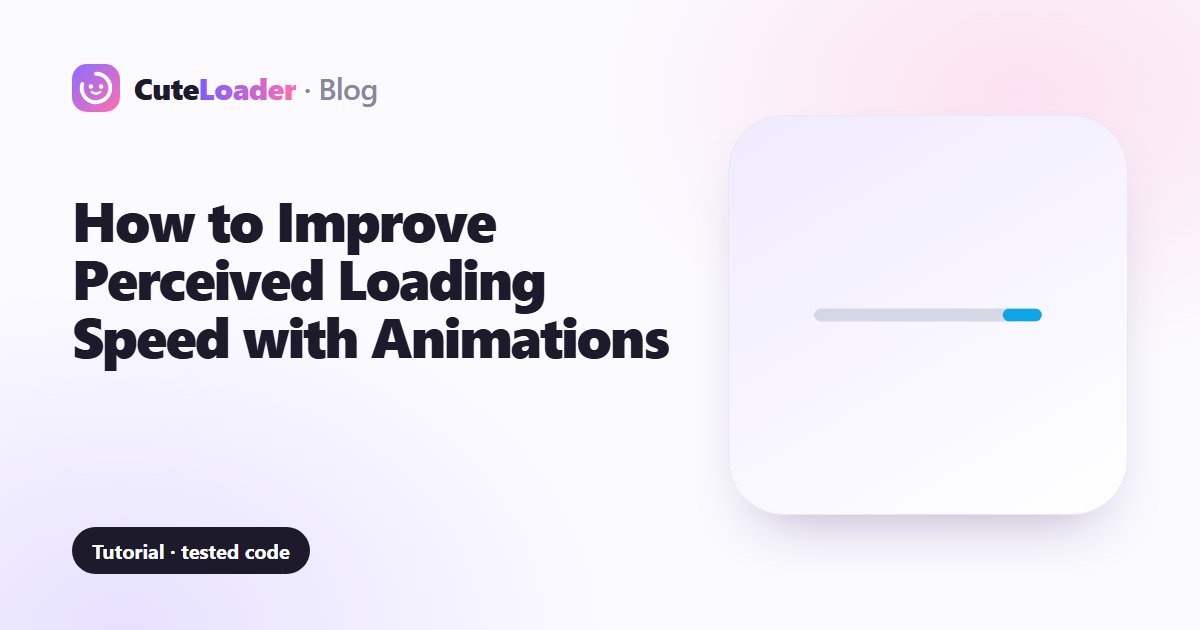 CuteLoader · Blog
How to Improve
Perceived Loading
Speed with Animations
Tutorial · tested code